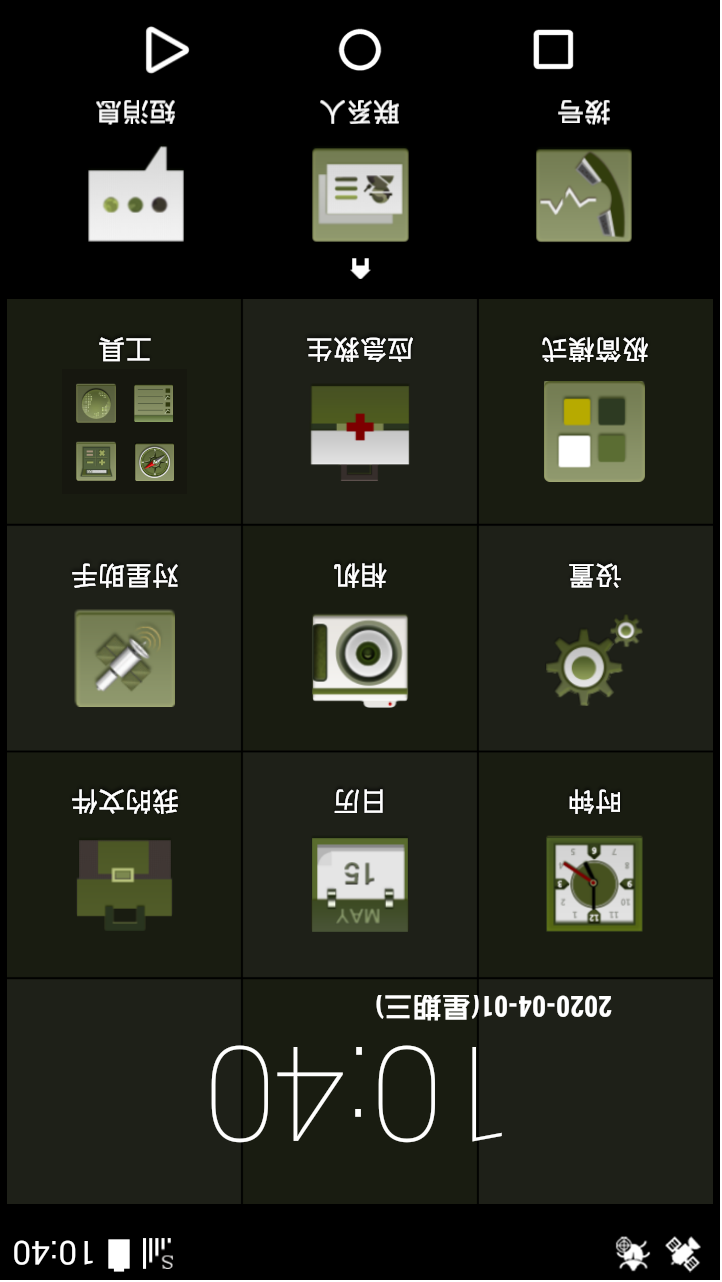 S 10:40
10:40
2020-04-01(星期三)
时钟 日历 我的文件
MAY
15
设置 相机 对星助手
极简模式 应急救生 工具
拨号 联系人 短消息